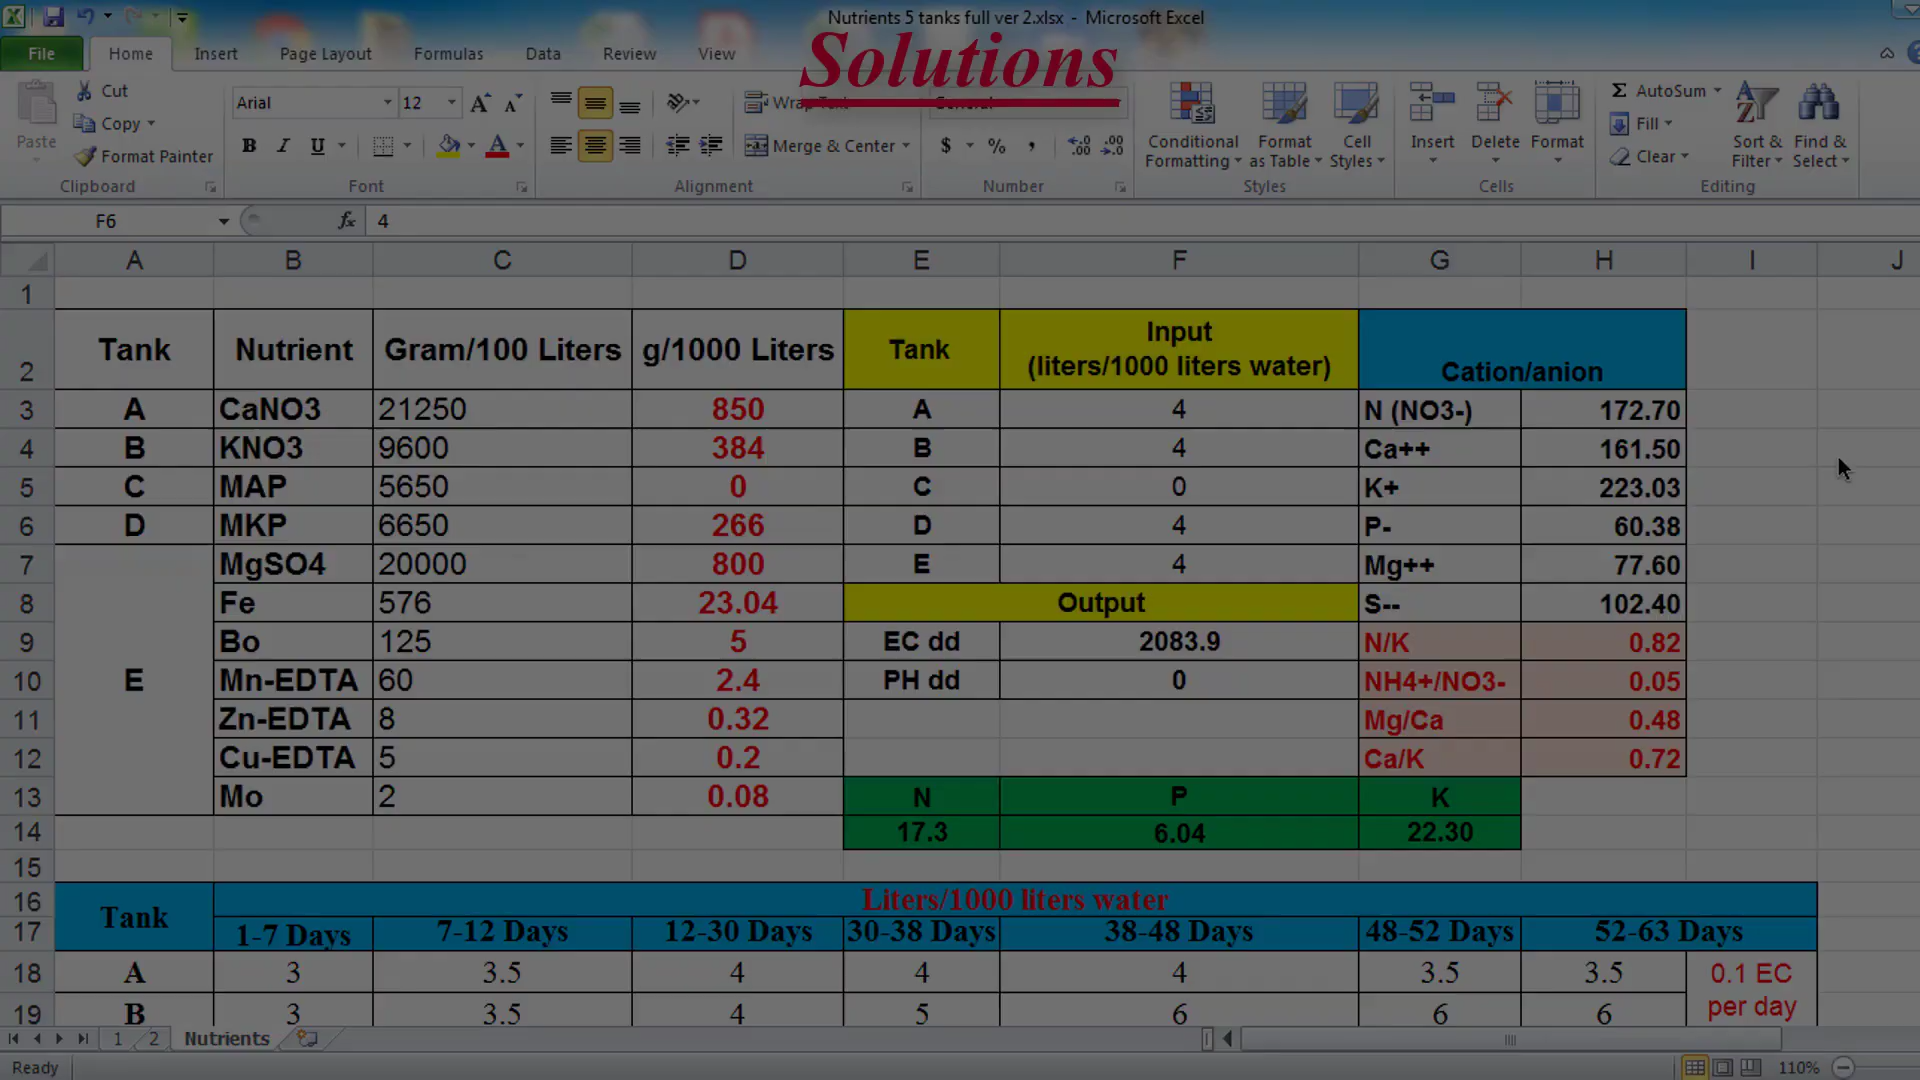 Nutrients 5 tanks full ver 2.xlsx - Microsoft Excel
Solutions
File Home Insert Page Layout Formulas Data Review View
Paste
Cut
Copy
Format Painter
Clipboard
Arial 12
B I U
Font
Wrap Text
Merge & Center
Alignment
General
$ % ,
Number
Conditional Formatting
Format as Table
Cell Styles
Styles
Insert Delete Format
Cells
Σ AutoSum
Fill
Clear
Sort & Filter
Find & Select
Editing
F6 fx 4
A B C D E F G H I J
1
2 Tank Nutrient Gram/100 Liters g/1000 Liters Tank Input (liters/1000 liters water) Cation/anion
3 A CaNO3 21250 850 A 4 N (NO3-) 172.70
4 B KNO3 9600 384 B 4 Ca++ 161.50
5 C MAP 5650 0 C 0 K+ 223.03
6 D MKP 6650 266 D 4 P- 60.38
7 MgSO4 20000 800 E 4 Mg++ 77.60
8 Fe 576 23.04 Output S-- 102.40
9 Bo 125 5 EC dd 2083.9 N/K 0.82
10 E Mn-EDTA 60 2.4 PH dd 0 NH4+/NO3- 0.05
11 Zn-EDTA 8 0.32 Mg/Ca 0.48
12 Cu-EDTA 5 0.2 Ca/K 0.72
13 Mo 2 0.08 N P K
14 17.3 6.04 22.30
15
16 Tank Liters/1000 liters water
17 1-7 Days 7-12 Days 12-30 Days 30-38 Days 38-48 Days 48-52 Days 52-63 Days
18 A 3 3.5 4 4 4 3.5 3.5 0.1 EC
19 B 3 3.5 4 5 6 6 6 per day
1 2 Nutrients
Ready 110%